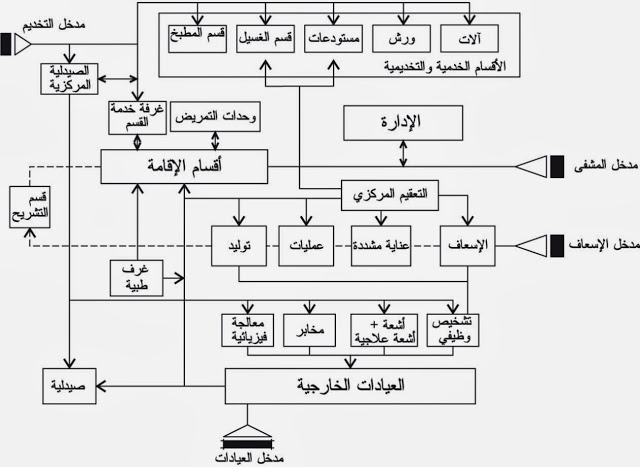 مدخل التخديم
آلات
ورش
مستودعات
قسم الغسيل
قسم المطبخ
الأقسام الخدمية والتخديمية
الصيدلية
المركزية
غرفة خدمة
القسم
وحدات التمريض
الإدارة
أقسام الإقامة
مدخل المشفى
قسم
التشريح
التعقيم المركزي
توليد
عمليات
عناية مشددة
الإسعاف
مدخل الإسعاف
غرف
طبية
معالجة
فيزيائية
مخابر
أشعة +
أشعة علاجية
تشخيص
وظيفي
صيدلية
العيادات الخارجية
مدخل العيادات